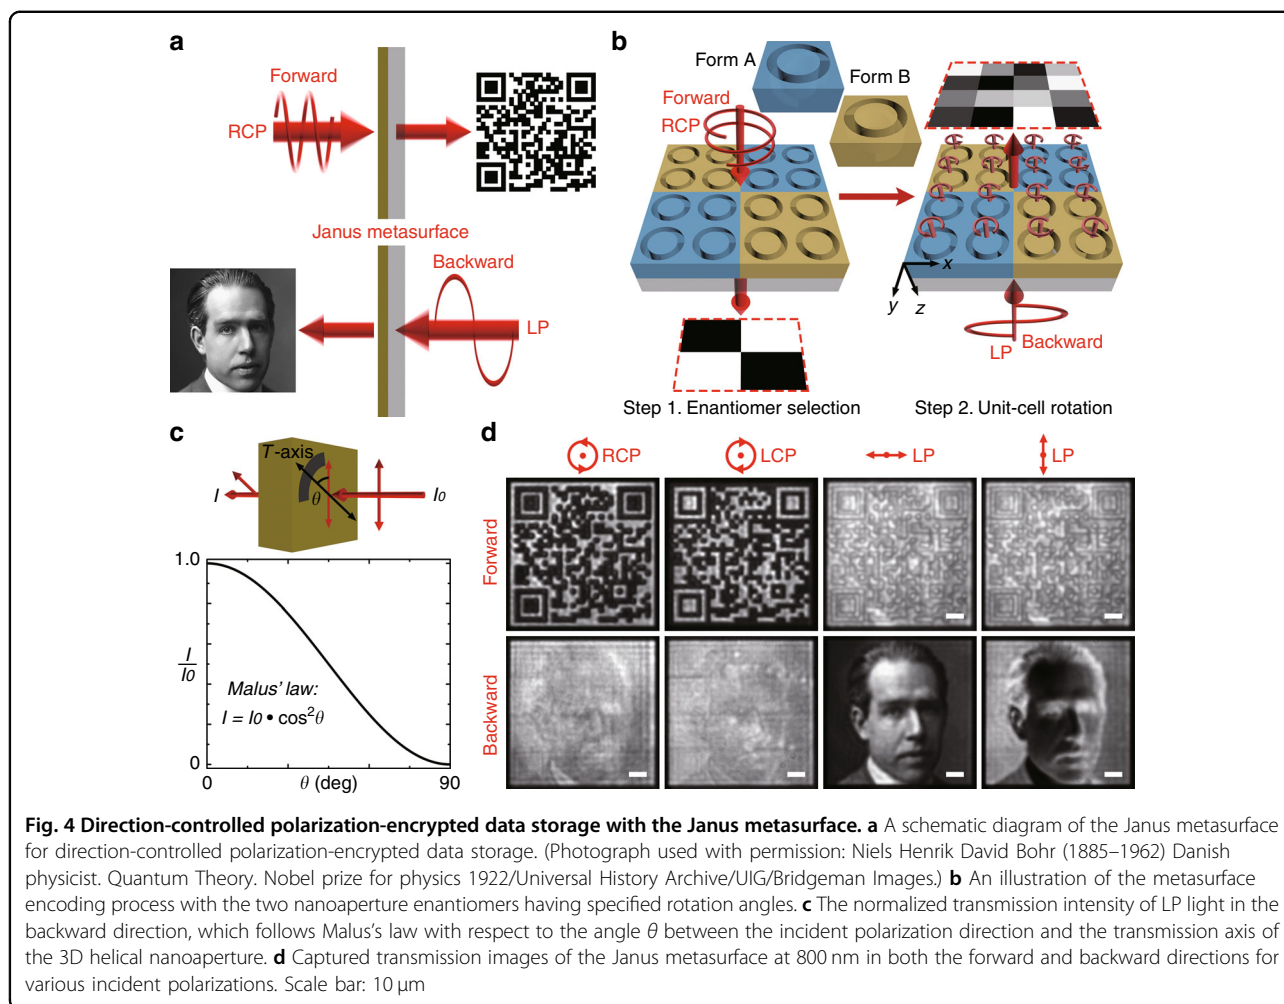 a
Forward
RCP
Janus metasurface
Backward
LP
b
Form A
Form B
Forward
RCP
x
y
z
LP
Backward
Step 1. Enantiomer selection
Step 2. Unit-cell rotation
c
T-axis
θ
I
I0
1.0
I
I0
Malus' law:
I = I0 • cos²θ
0
0
θ (deg)
90
d
RCP
LCP
LP
LP
Forward
Backward
Fig. 4 Direction-controlled polarization-encrypted data storage with the Janus metasurface. a A schematic diagram of the Janus metasurface
for direction-controlled polarization-encrypted data storage. (Photograph used with permission: Niels Henrik David Bohr (1885–1962) Danish
physicist. Quantum Theory. Nobel prize for physics 1922/Universal History Archive/UIG/Bridgeman Images.) b An illustration of the metasurface
encoding process with the two nanoaperture enantiomers having specified rotation angles. c The normalized transmission intensity of LP light in the
backward direction, which follows Malus's law with respect to the angle θ between the incident polarization direction and the transmission axis of
the 3D helical nanoaperture. d Captured transmission images of the Janus metasurface at 800 nm in both the forward and backward directions for
various incident polarizations. Scale bar: 10 μm